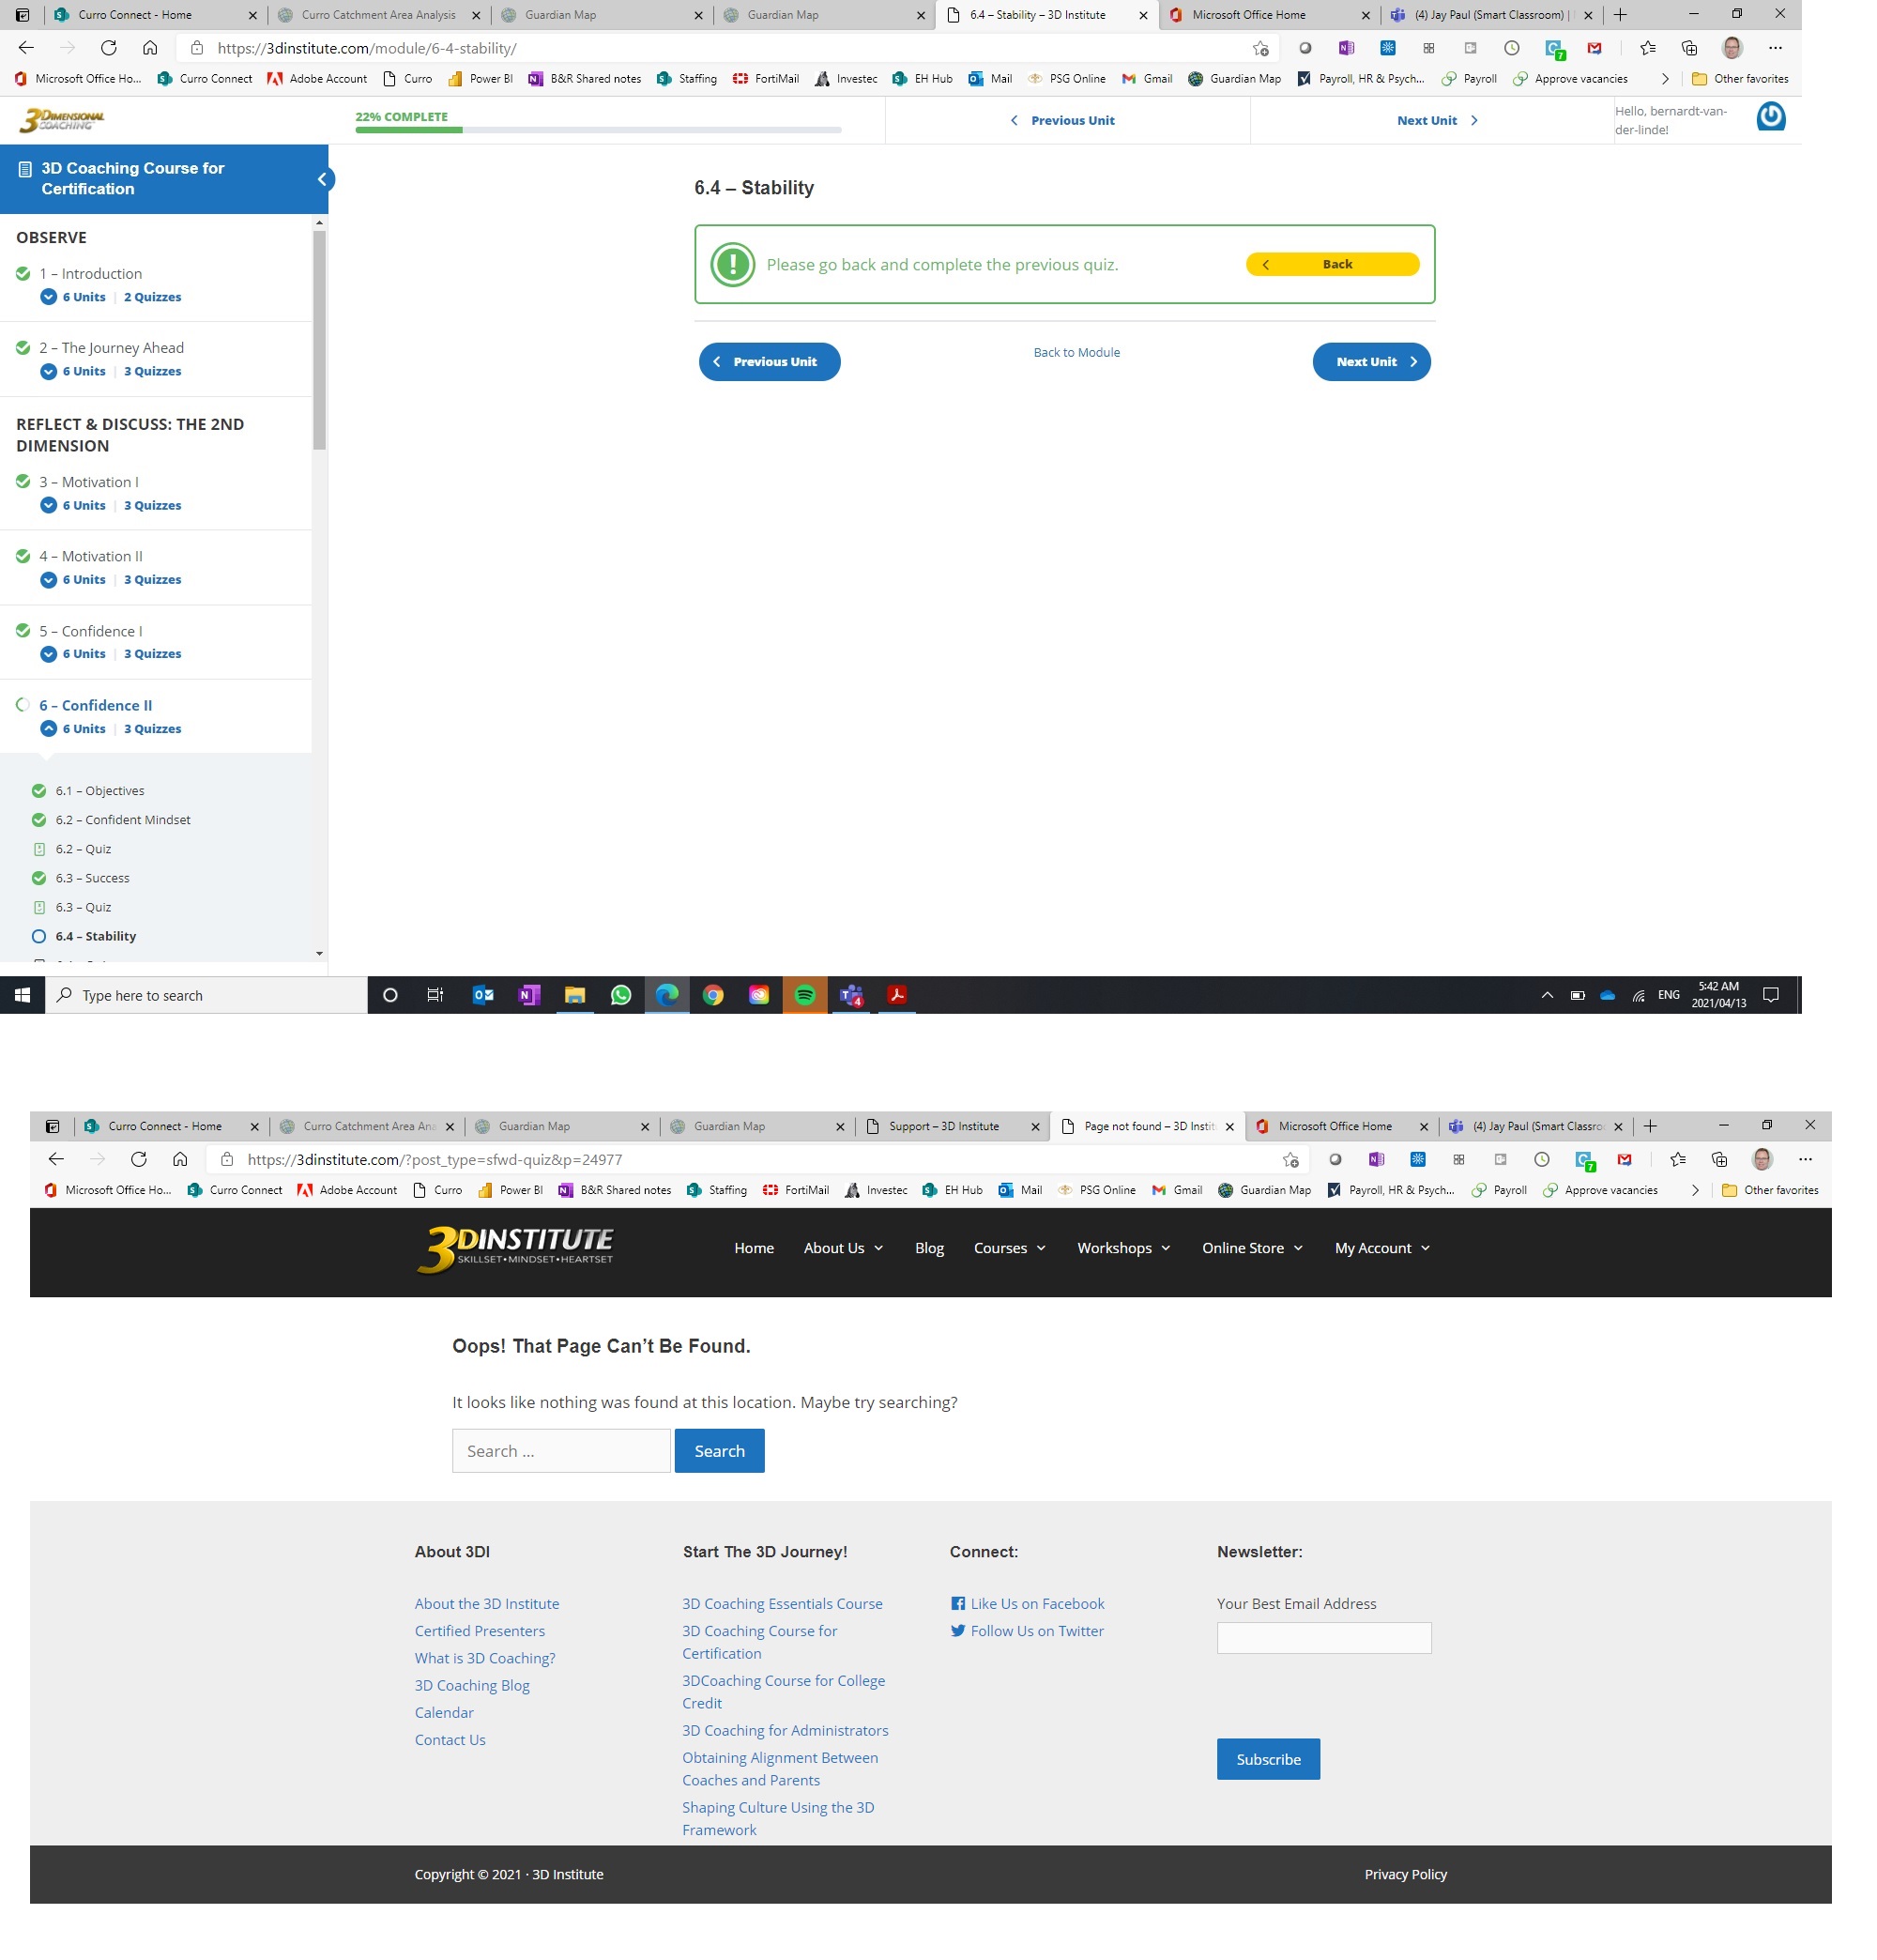 Curro Connect - Home
Curro Catchment Area Analysis
Guardian Map
Guardian Map
6.4 – Stability – 3D Institute
Microsoft Office Home
(4) Jay Paul (Smart Classroom) |
https://3dinstitute.com/module/6-4-stability/
7
Microsoft Office Ho...
Curro Connect
Adobe Account
Curro
Power BI
B&R Shared notes
Staffing
FortiMail
Investec
EH Hub
Mail
PSG Online
Gmail
Guardian Map
Payroll, HR & Psych...
Payroll
Approve vacancies
Other favorites
3Dimensional
Coaching
22% COMPLETE
Previous Unit
Next Unit
Hello, bernardt-van-
der-linde!
3D Coaching Course for
Certification
OBSERVE
1 – Introduction
6 Units | 2 Quizzes
2 – The Journey Ahead
6 Units | 3 Quizzes
REFLECT & DISCUSS: THE 2ND
DIMENSION
3 – Motivation I
6 Units | 3 Quizzes
4 – Motivation II
6 Units | 3 Quizzes
5 – Confidence I
6 Units | 3 Quizzes
6 – Confidence II
6 Units | 3 Quizzes
6.1 – Objectives
6.2 – Confident Mindset
6.2 – Quiz
6.3 – Success
6.3 – Quiz
6.4 – Stability
6.4 – Stability
Please go back and complete the previous quiz.
Back
Previous Unit
Back to Module
Next Unit
Type here to search
4
ENG
5:42 AM
2021/04/13
Curro Connect - Home
Curro Catchment Area Ana
Guardian Map
Guardian Map
Support – 3D Institute
Page not found – 3D Instit
Microsoft Office Home
(4) Jay Paul (Smart Classro
https://3dinstitute.com/?post_type=sfwd-quiz&p=24977
7
Microsoft Office Ho...
Curro Connect
Adobe Account
Curro
Power BI
B&R Shared notes
Staffing
FortiMail
Investec
EH Hub
Mail
PSG Online
Gmail
Guardian Map
Payroll, HR & Psych...
Payroll
Approve vacancies
Other favorites
3DINSTITUTE
SKILLSET•MINDSET•HEARTSET
Home
About Us
Blog
Courses
Workshops
Online Store
My Account
Oops! That Page Can’t Be Found.
It looks like nothing was found at this location. Maybe try searching?
Search ...
Search
About 3DI
About the 3D Institute
Certified Presenters
What is 3D Coaching?
3D Coaching Blog
Calendar
Contact Us
Start The 3D Journey!
3D Coaching Essentials Course
3D Coaching Course for
Certification
3DCoaching Course for College
Credit
3D Coaching for Administrators
Obtaining Alignment Between
Coaches and Parents
Shaping Culture Using the 3D
Framework
Connect:
Like Us on Facebook
Follow Us on Twitter
Newsletter:
Your Best Email Address
Subscribe
Copyright © 2021 · 3D Institute
Privacy Policy